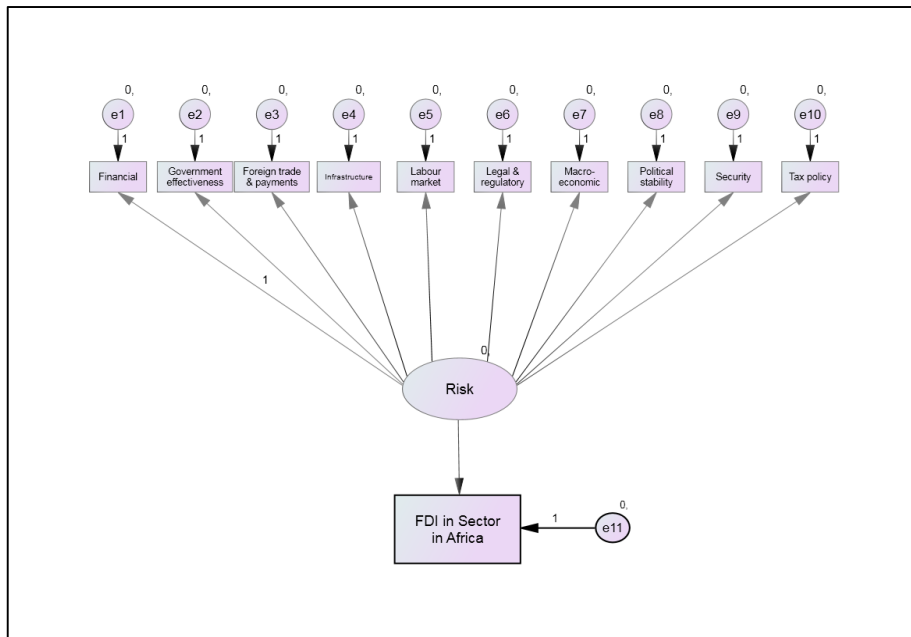 0, 0, 0, 0, 0, 0, 0, 0, 0, 0,
e1 e2 e3 e4 e5 e6 e7 e8 e9 e10
1 1 1 1 1 1 1 1 1 1
Financial
Government
effectiveness
Foreign trade
& payments
Infrastructure
Labour
market
Legal &
regulatory
Macro-
economic
Political
stability
Security
Tax policy
1
0,
Risk
0,
FDI in Sector
in Africa
1
e11